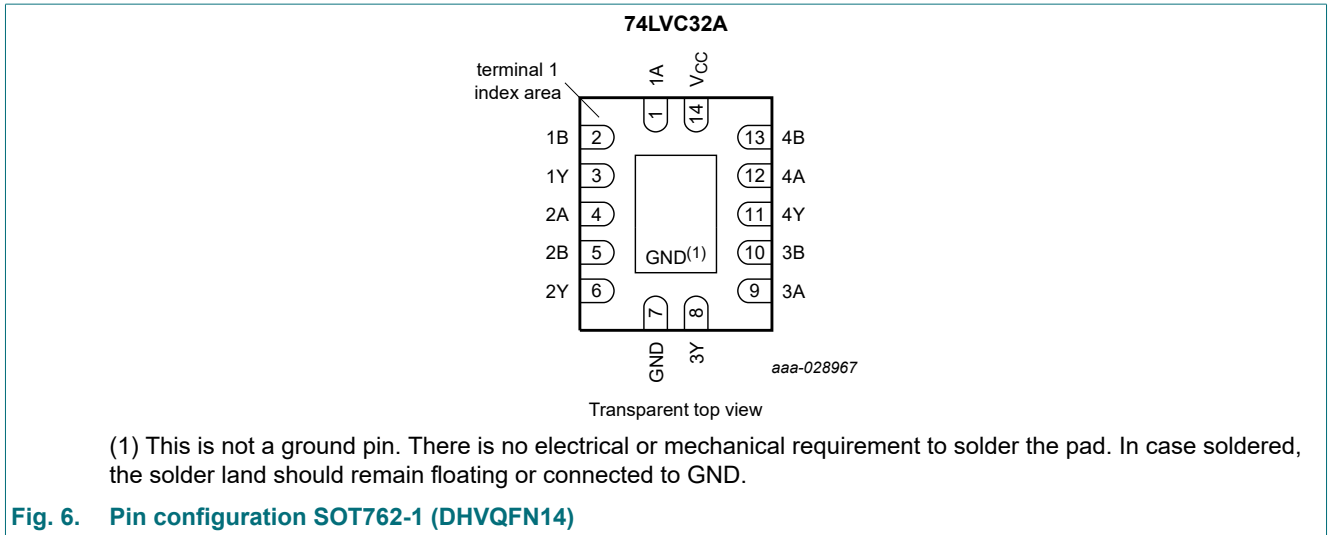 74LVC32A
terminal 1
index area
1A
VCC
1
14
1B 2
13 4B
1Y 3
12 4A
2A 4
11 4Y
2B 5
GND(1)
10 3B
2Y 6
9 3A
7
8
GND
3Y
aaa-028967
Transparent top view
(1) This is not a ground pin. There is no electrical or mechanical requirement to solder the pad. In case soldered,
the solder land should remain floating or connected to GND.
Fig. 6. Pin configuration SOT762-1 (DHVQFN14)